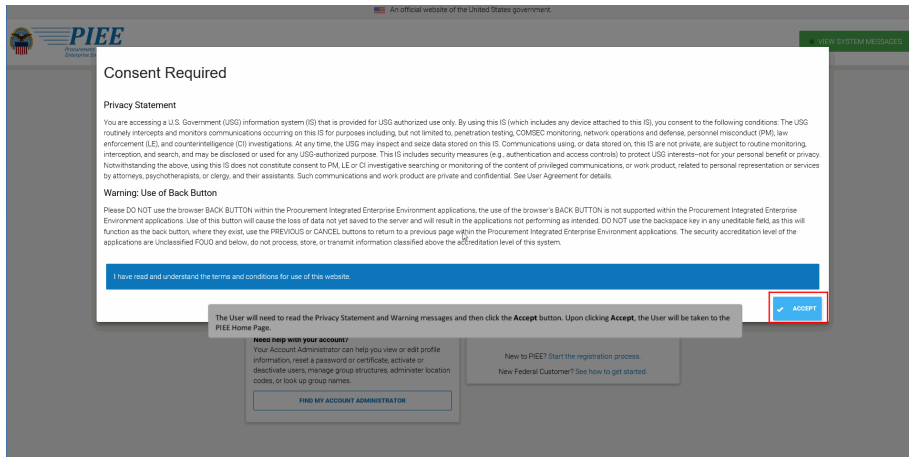 An official website of the United States government.
PIEE
Procurement
Enterprise En
VIEW SYSTEM MESSAGES
Consent Required
Privacy Statement
You are accessing a U.S. Government (USG) information system (IS) that is provided for USG authorized use only. By using this IS (which includes any device attached to this IS), you consent to the following conditions: The USG
routinely intercepts and monitors communications occurring on this IS for purposes including, but not limited to, penetration testing, COMSEC monitoring, network operations and defense, personnel misconduct (PM), law
enforcement (LE), and counterintelligence (CI) investigations. At any time, the USG may inspect and seize data stored on this IS. Communications using, or data stored on, this IS are not private, are subject to routine monitoring,
interception, and search, and may be disclosed or used for any USG-authorized purpose. This IS includes security measures (e.g., authentication and access controls) to protect USG interests--not for your personal benefit or privacy.
Notwithstanding the above, using this IS does not constitute consent to PM, LE or CI investigative searching or monitoring of the content of privileged communications, or work product, related to personal representation or services
by attorneys, psychotherapists, or clergy, and their assistants. Such communications and work product are private and confidential. See User Agreement for details.
Warning: Use of Back Button
Please DO NOT use the browser BACK BUTTON within the Procurement Integrated Enterprise Environment applications, the use of the browser's BACK BUTTON is not supported within the Procurement Integrated Enterprise
Environment applications. Use of this button will cause the loss of data not yet saved to the server and will result in the applications not performing as intended. DO NOT use the backspace key in any uneditable field, as this will
function as the back button, where they exist, use the PREVIOUS or CANCEL buttons to return to a previous page within the Procurement Integrated Enterprise Environment applications. The security accreditation level of the
applications are Unclassified FOUO and below, do not process, store, or transmit information classified above the accreditation level of this system.
I have read and understand the terms and conditions for use of this website.
ACCEPT
The User will need to read the Privacy Statement and Warning messages and then click the Accept button. Upon clicking Accept, the User will be taken to the
PIEE Home Page.
Need help with your account?
Your Account Administrator can help you view or edit profile
information, reset a password or certificate, activate or
deactivate users, manage group structures, administer location
codes, or look up group names.
FIND MY ACCOUNT ADMINISTRATOR
New to PIEE? Start the registration process.
New Federal Customer? See how to get started.